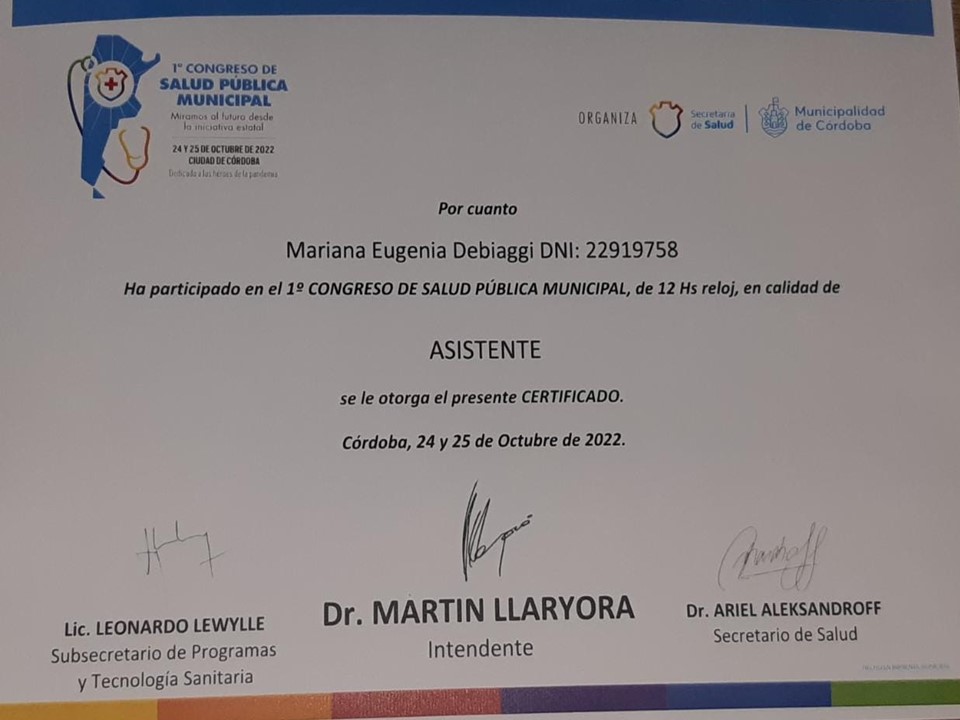 1º CONGRESO DE
SALUD PÚBLICA
MUNICIPAL
Miramos al futuro desde
la iniciativa estatal
24 Y 25 DE OCTUBRE DE 2022
CIUDAD DE CÓRDOBA
Dedicado a los héroes de la pandemia
ORGANIZA
Secretaría
de Salud
Municipalidad
de Córdoba
Por cuanto
Mariana Eugenia Debiaggi DNI: 22919758
Ha participado en el 1º CONGRESO DE SALUD PÚBLICA MUNICIPAL, de 12 Hs reloj, en calidad de
ASISTENTE
se le otorga el presente CERTIFICADO.
Córdoba, 24 y 25 de Octubre de 2022.
Lic. LEONARDO LEWYLLE
Subsecretario de Programas
y Tecnología Sanitaria
Dr. MARTIN LLARYORA
Intendente
Dr. ARIEL ALEKSANDROFF
Secretario de Salud